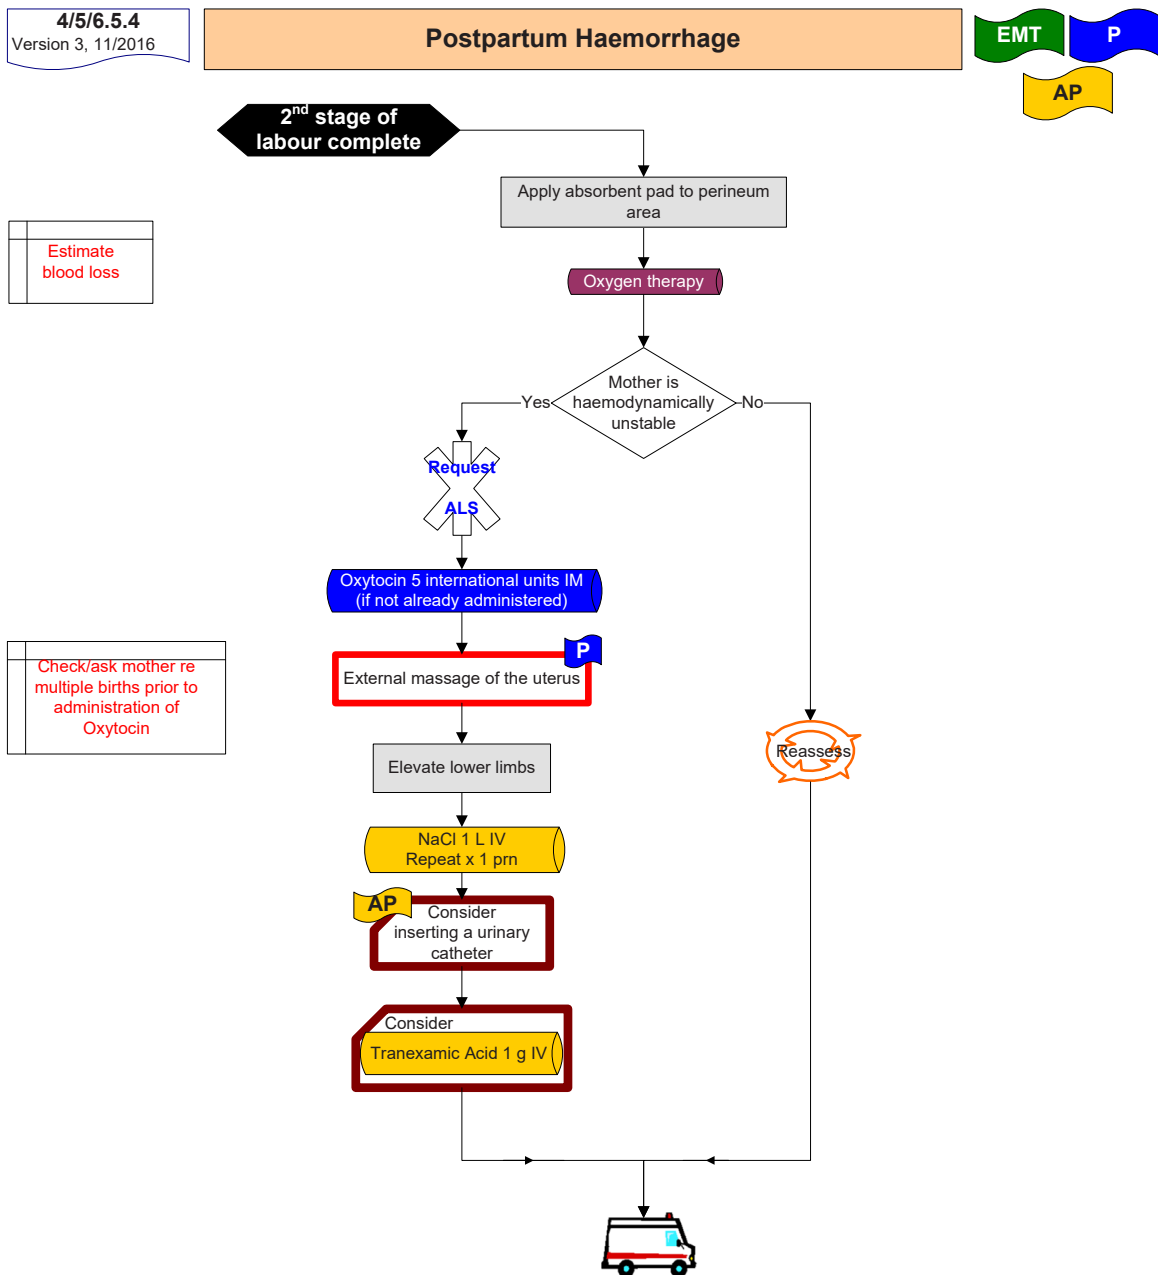 4/5/6.5.4
Version 3, 11/2016
Postpartum Haemorrhage
EMT
P
AP
2nd stage of
labour complete
Apply absorbent pad to perineum
area
Estimate
blood loss
Oxygen therapy
Mother is
haemodynamically
unstable
Yes
No
Request
ALS
Oxytocin 5 international units IM
(if not already administered)
P
External massage of the uterus
Check/ask mother re
multiple births prior to
administration of
Oxytocin
Reassess
Elevate lower limbs
NaCl 1 L IV
Repeat x 1 prn
AP
Consider
inserting a urinary
catheter
Consider
Tranexamic Acid 1 g IV